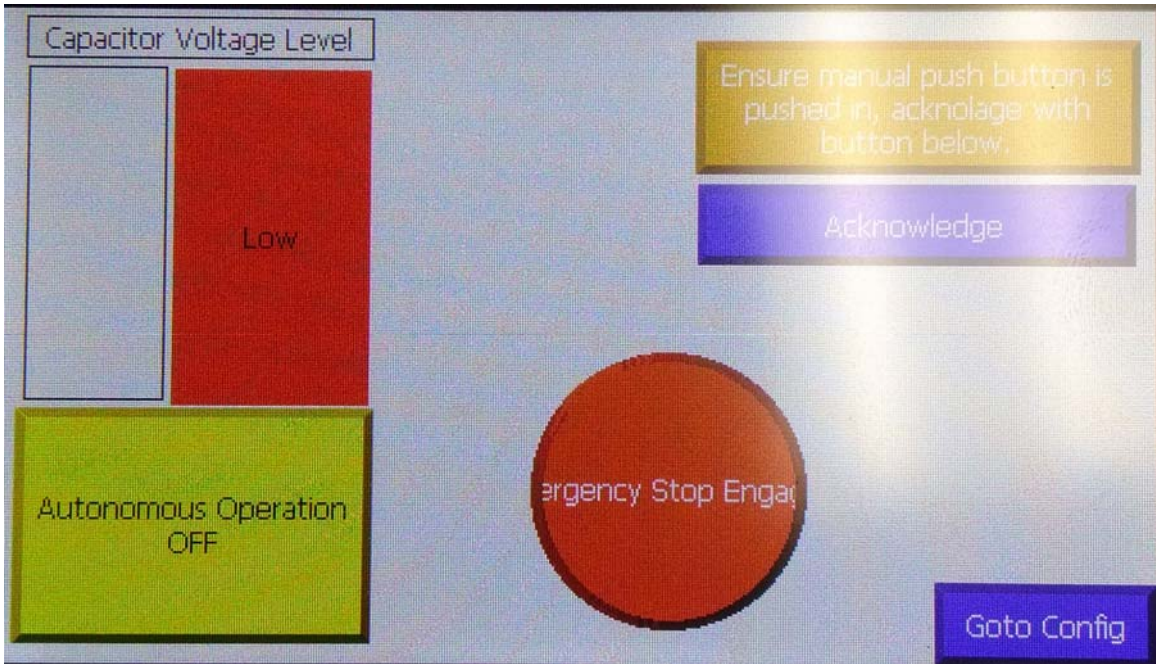 Capacitor Voltage Level
Low
Autonomous Operation
OFF
Ensure manual push button is
pushed in, acknolage with
button below.
Acknowledge
ergency Stop Engag
Goto Config